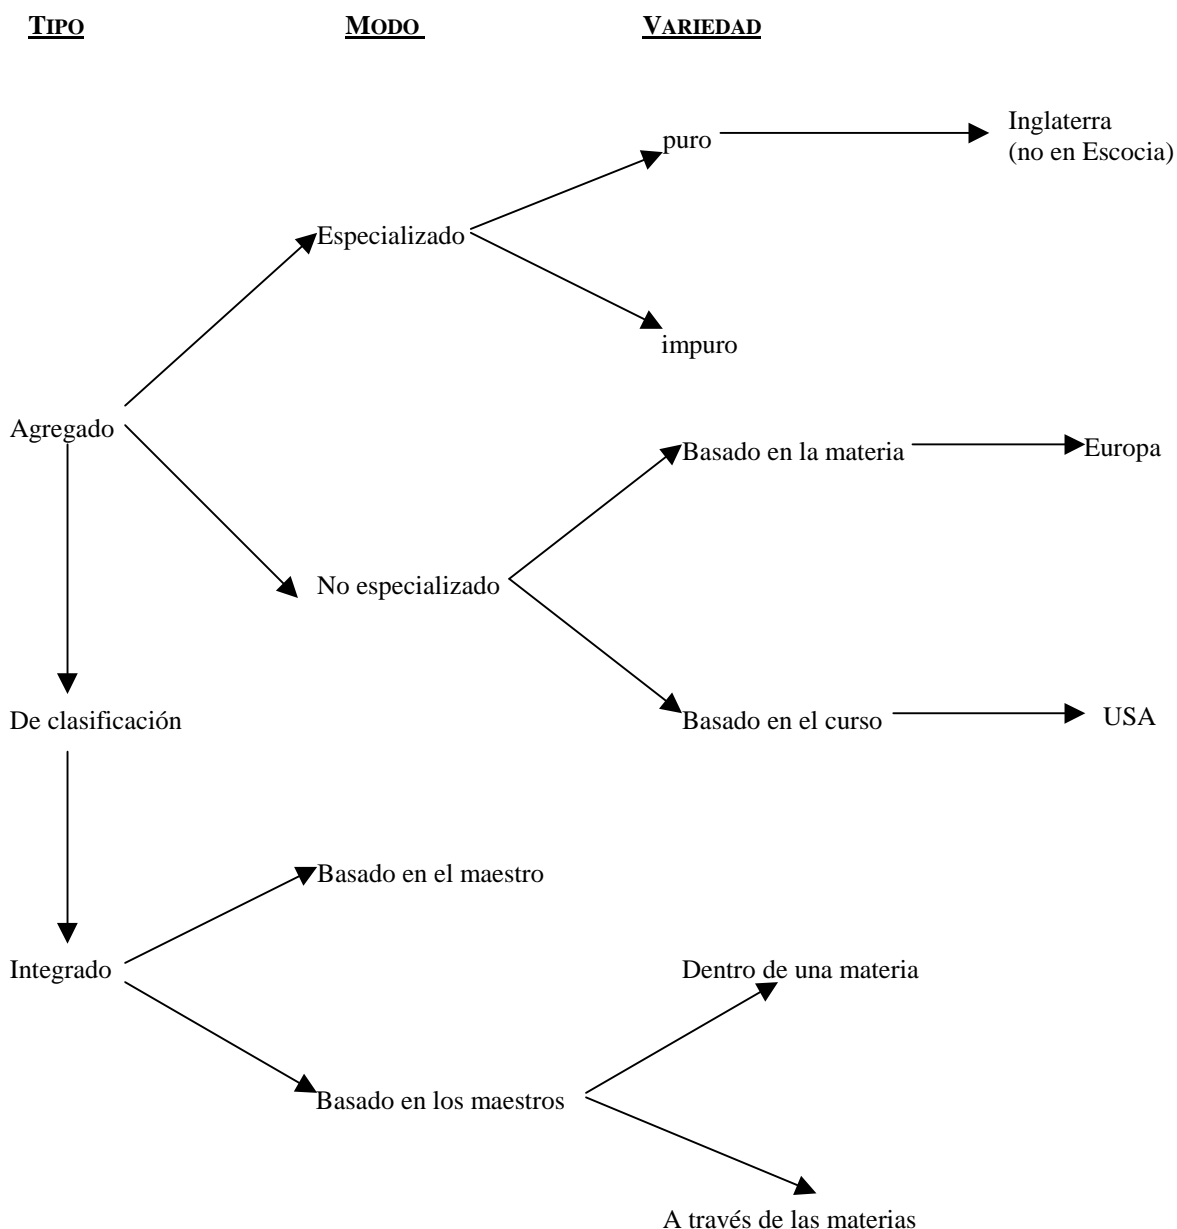 TIPO MODO VARIEDAD
puro
Inglaterra
(no en Escocia)
Especializado
impuro
Agregado
Basado en la materia
Europa
No especializado
De clasificación
Basado en el curso
USA
Basado en el maestro
Integrado
Dentro de una materia
Basado en los maestros
A través de las materias